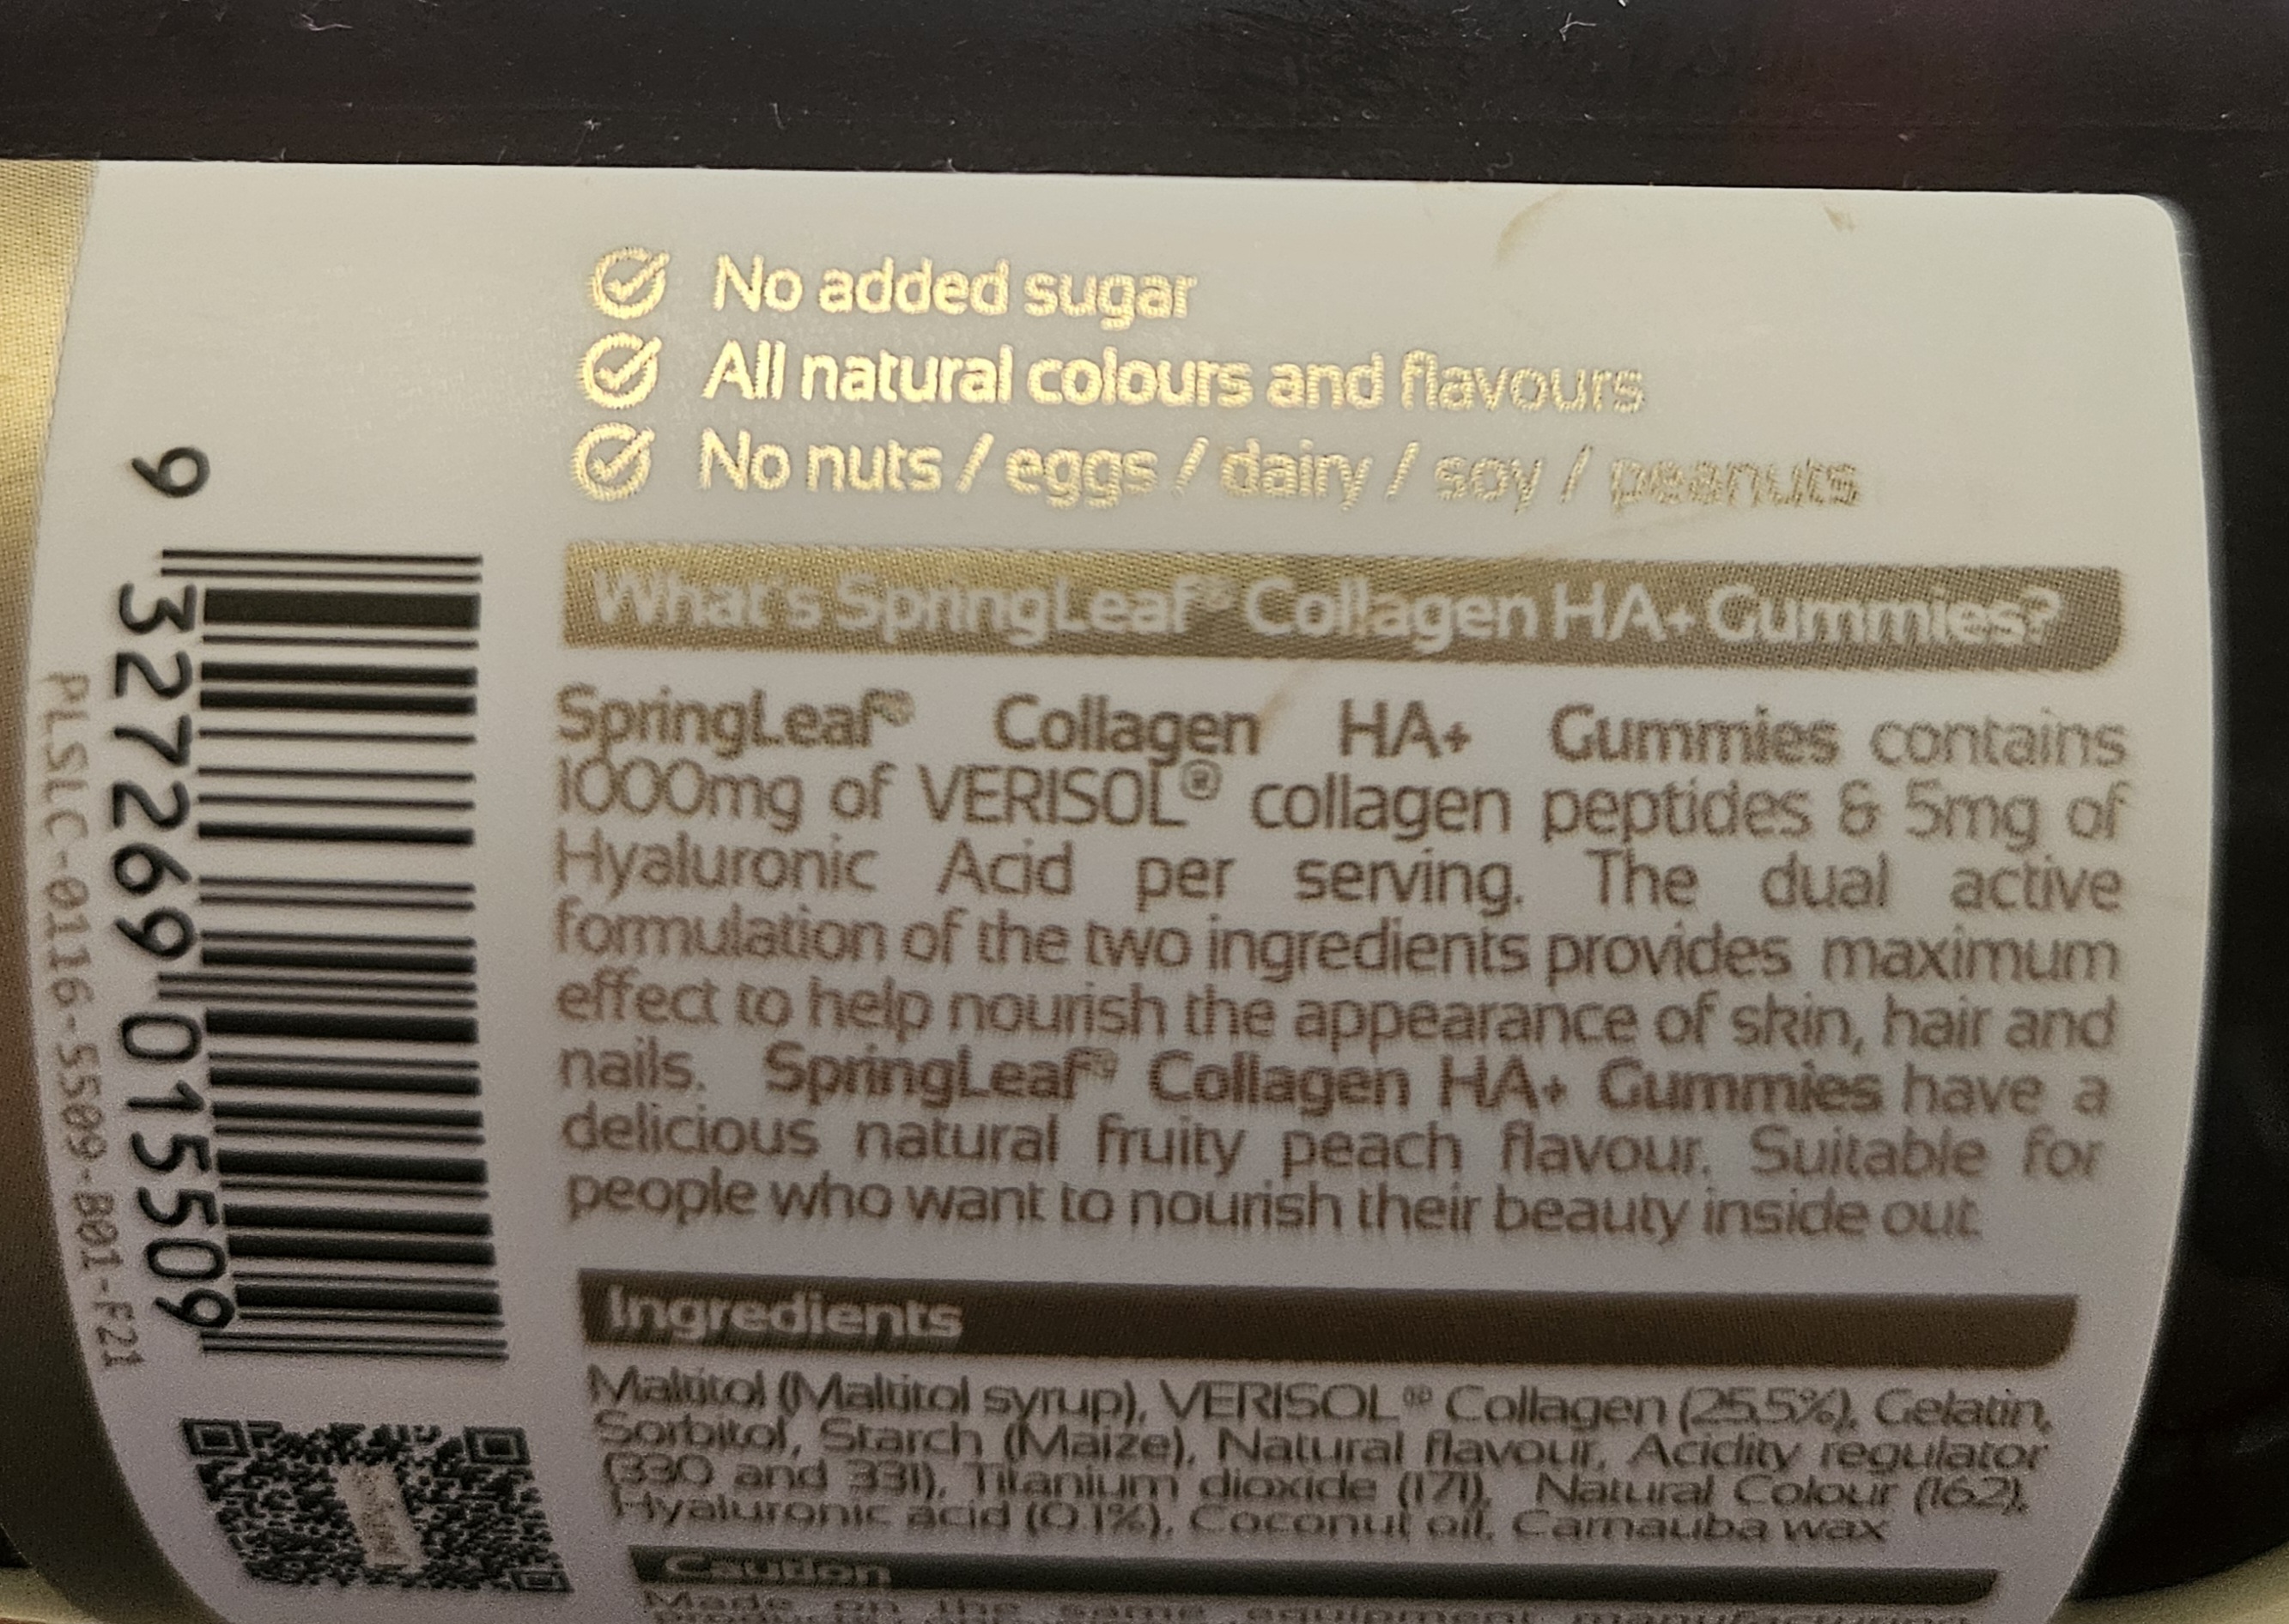 No added sugar
All natural colours and flavours
No nuts / eggs / dairy / soy / peanuts
What's SpringLeaf® Collagen HA+ Gummies?
SpringLeaf® Collagen HA+ Gummies contains
1000mg of VERISOL® collagen peptides & 5mg of
Hyaluronic Acid per serving. The dual active
formulation of the two ingredients provides maximum
effect to help nourish the appearance of skin, hair and
nails. SpringLeaf® Collagen HA+ Gummies have a
delicious natural fruity peach flavour. Suitable for
people who want to nourish their beauty inside out.
Ingredients
Maltitol (Maltitol syrup), VERISOL® Collagen (25.5%), Gelatin,
Sorbitol, Starch (Maize), Natural flavour, Acidity regulator
(330 and 331), Titanium dioxide (171), Natural Colour (162),
Hyaluronic acid (0.1%), Coconut oil, Carnauba wax
Caution
Made on the same equipment manufacturing
9 327269 015509
PLSLC-0116-5509-B01-F21